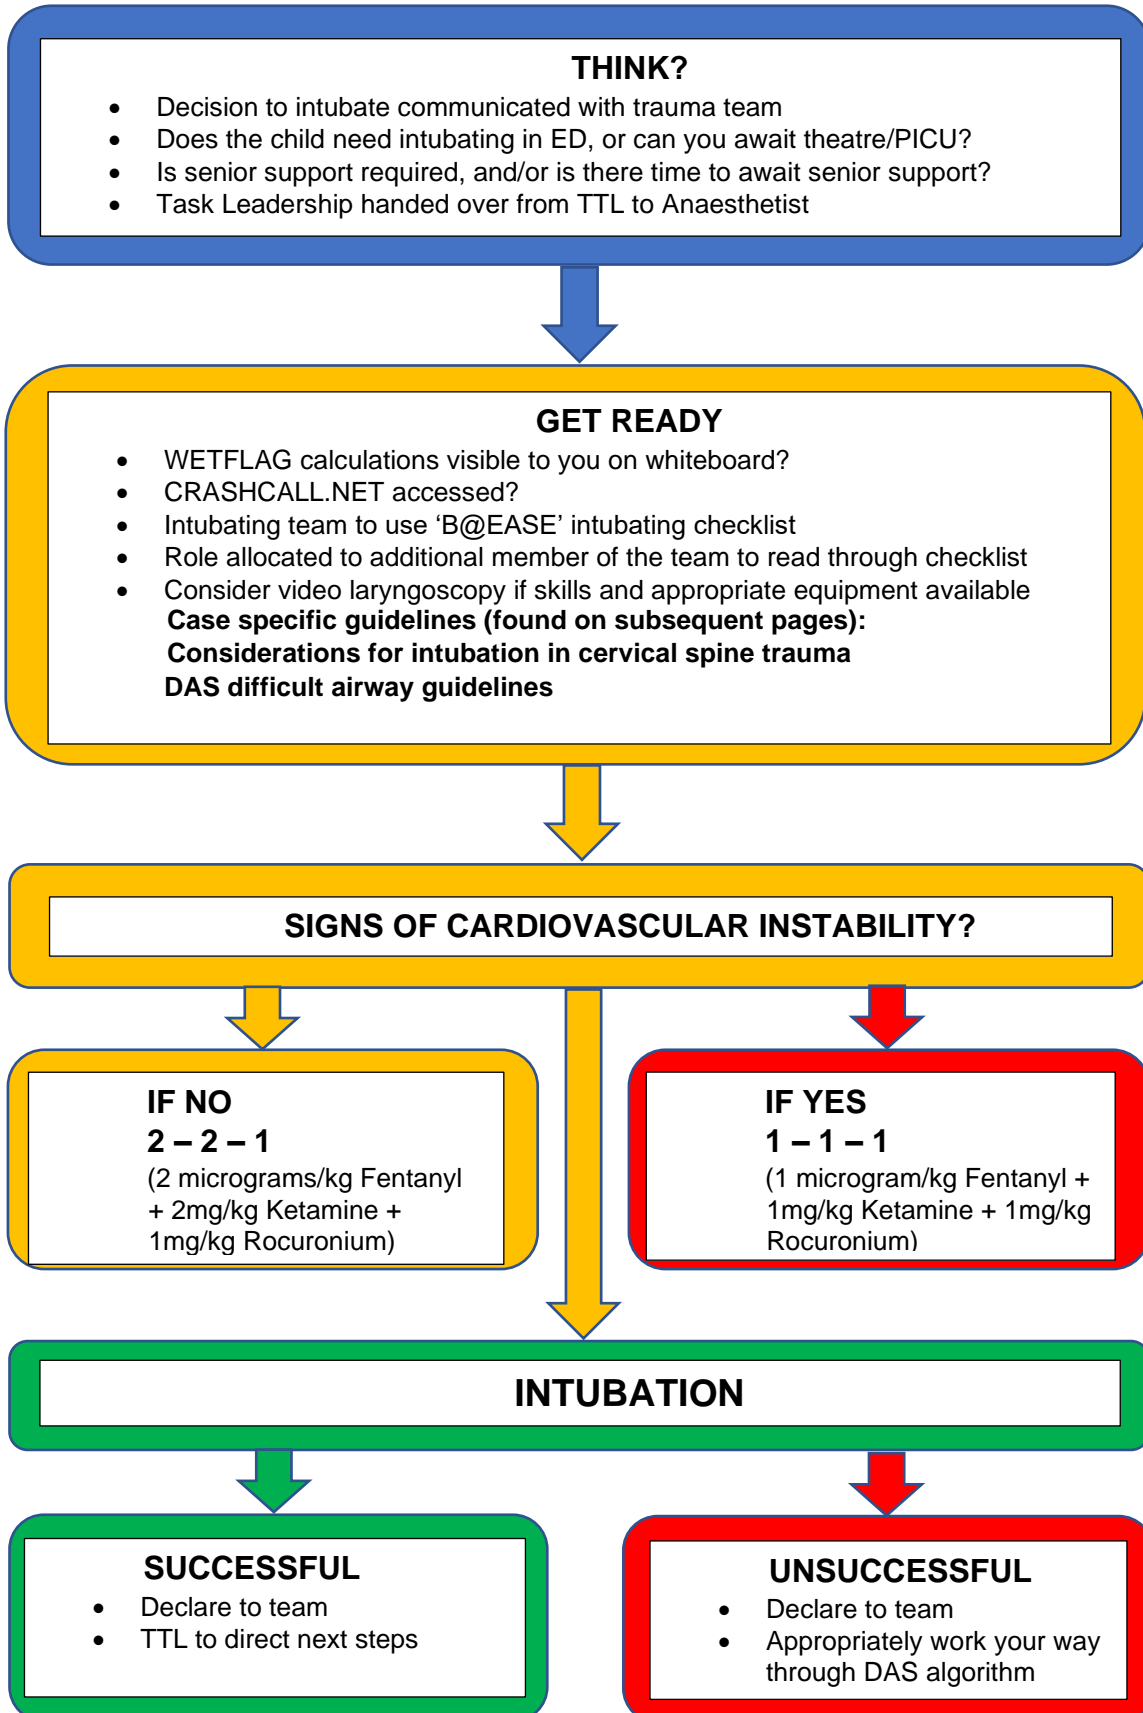 THINK?
• Decision to intubate communicated with trauma team
• Does the child need intubating in ED, or can you await theatre/PICU?
• Is senior support required, and/or is there time to await senior support?
• Task Leadership handed over from TTL to Anaesthetist
GET READY
• WETFLAG calculations visible to you on whiteboard?
• CRASHCALL.NET accessed?
• Intubating team to use ‘B@EASE’ intubating checklist
• Role allocated to additional member of the team to read through checklist
• Consider video laryngoscopy if skills and appropriate equipment available
Case specific guidelines (found on subsequent pages):
Considerations for intubation in cervical spine trauma
DAS difficult airway guidelines
SIGNS OF CARDIOVASCULAR INSTABILITY?
IF NO
2 – 2 – 1
(2 micrograms/kg Fentanyl
+ 2mg/kg Ketamine +
1mg/kg Rocuronium)
IF YES
1 – 1 – 1
(1 microgram/kg Fentanyl +
1mg/kg Ketamine + 1mg/kg
Rocuronium)
INTUBATION
SUCCESSFUL
• Declare to team
• TTL to direct next steps
UNSUCCESSFUL
• Declare to team
• Appropriately work your way
through DAS algorithm